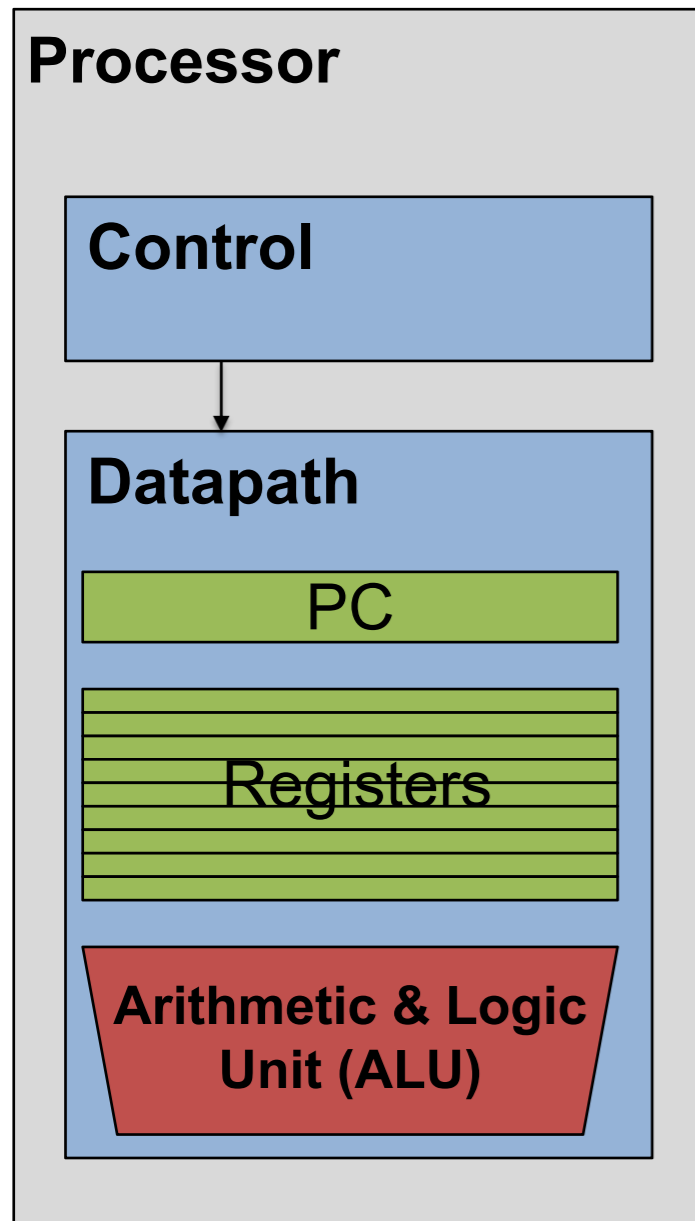 Processor
Control
Datapath
PC
Registers
Arithmetic & Logic
Unit (ALU)